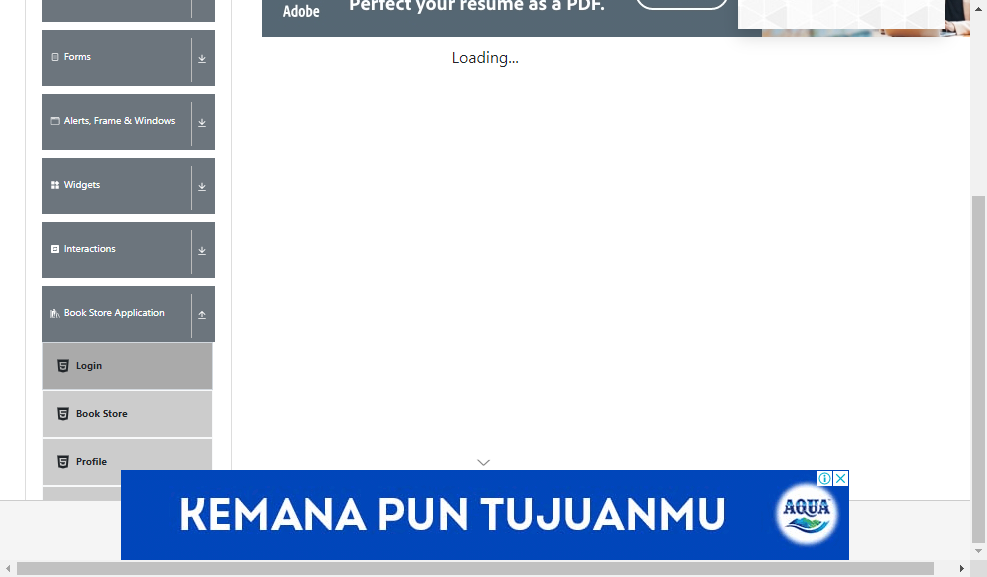 Adobe
Perfect your resume as a PDF.
Loading...
Forms
Alerts, Frame & Windows
Widgets
Interactions
Book Store Application
Login
Book Store
Profile
KEMANA PUN TUJUANMU
AQUA